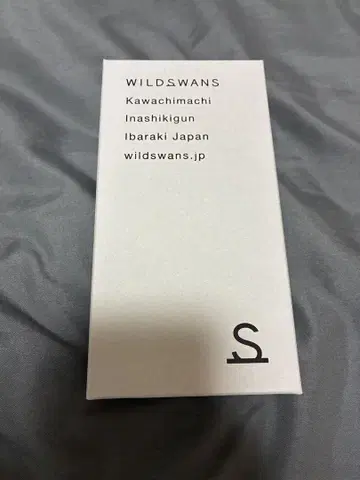 WILDSWANS
Kawachimachi
Inashikigun
Ibaraki Japan
wildswans.jp
S